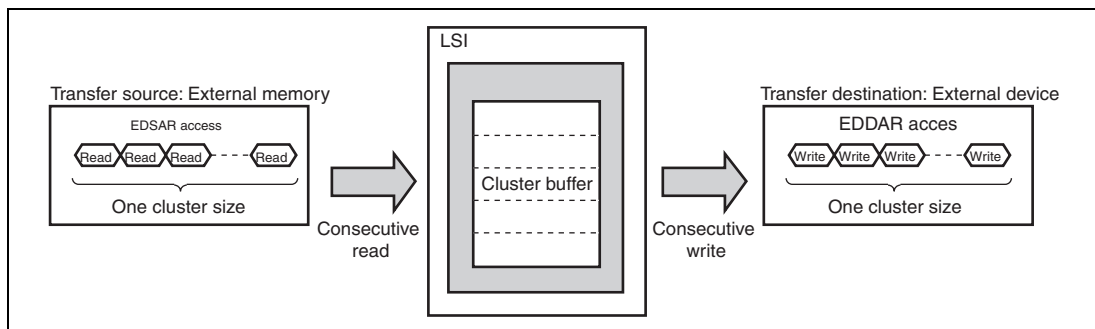 LSI
Transfer source: External memory
EDSAR access
Read Read Read Read
One cluster size
Consecutive
read
Cluster buffer
Consecutive
write
Transfer destination: External device
EDDAR acces
Write Write Write Write
One cluster size